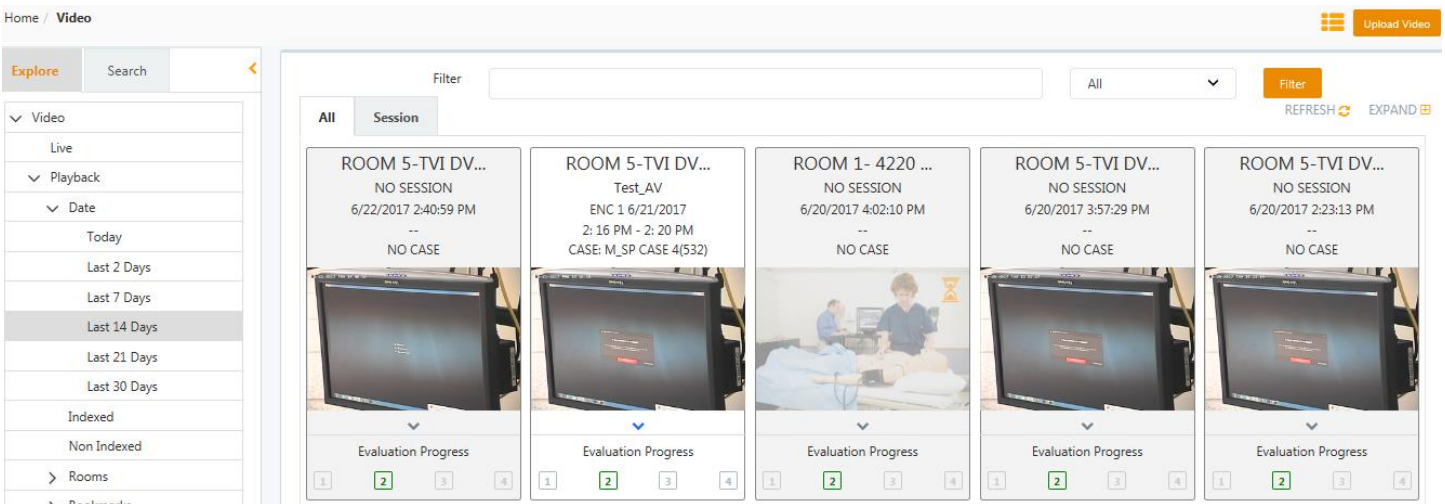 Home / Video
Upload Video
Explore
Search
Filter
All
Filter
REFRESH
EXPAND
Video
Live
Playback
Date
Today
Last 2 Days
Last 7 Days
Last 14 Days
Last 21 Days
Last 30 Days
Indexed
Non Indexed
Rooms
Bookmarks
All
Session
ROOM 5-TVI DV...
NO SESSION
6/22/2017 2:40:59 PM
--
NO CASE
Evaluation Progress
1 2 3 4
ROOM 5-TVI DV...
Test_AV
ENC 1 6/21/2017
2: 16 PM - 2: 20 PM
CASE: M_SP CASE 4(532)
Evaluation Progress
1 2 3 4
ROOM 1- 4220 ...
NO SESSION
6/20/2017 4:02:10 PM
--
NO CASE
Evaluation Progress
1 2 3 4
ROOM 5-TVI DV...
NO SESSION
6/20/2017 3:57:29 PM
--
NO CASE
Evaluation Progress
1 2 3 4
ROOM 5-TVI DV...
NO SESSION
6/20/2017 2:23:13 PM
--
NO CASE
Evaluation Progress
1 2 3 4